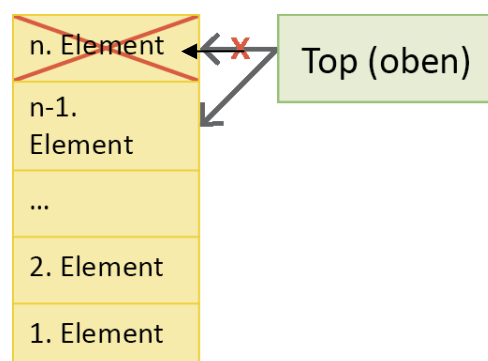 n. Element
X
Top (oben)
n-1.
Element
...
2. Element
1. Element